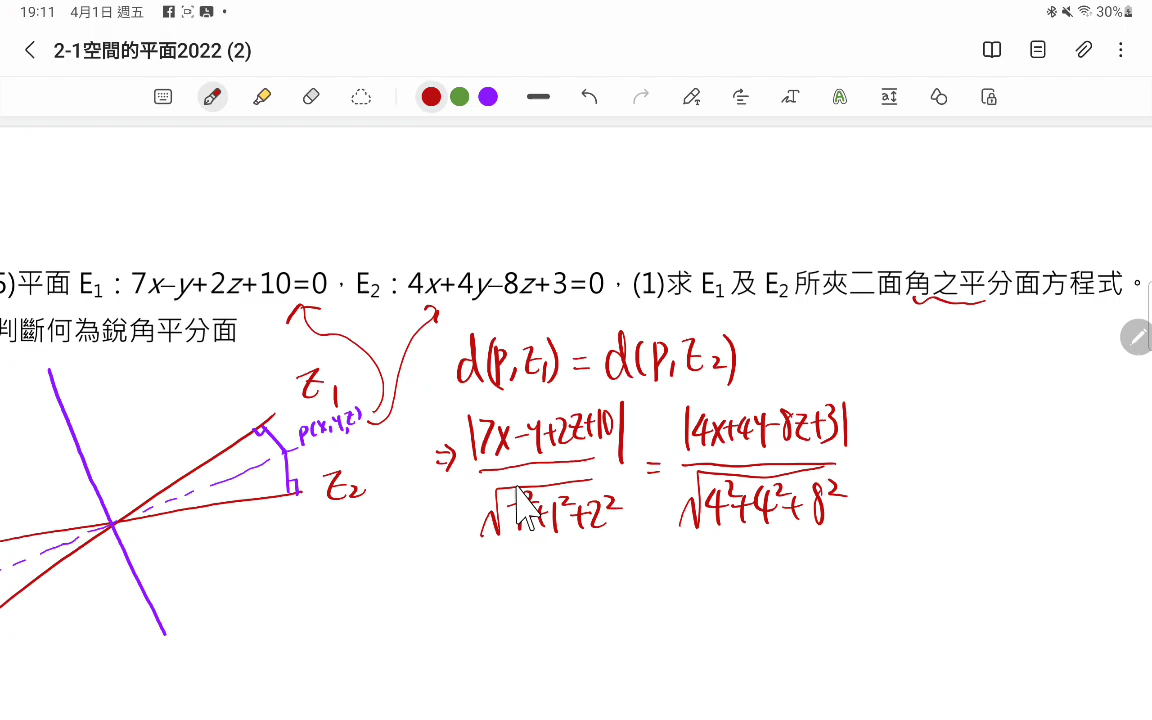 19:11 4月1日 週五 30%
2-1空間的平面2022 (2)
5)平面 E₁：7x–y+2z+10=0，E₂：4x+4y–8z+3=0，(1)求 E₁ 及 E₂ 所夾二面角之平分面方程式。
判斷何為銳角平分面
d(P,E₁) = d(P,E₂)
E₁
P(x,y,z)
⇒ |7x-y+2z+10| / √(7²+1²+2²) = |4x+4y-8z+3| / √(4²+4²+8²)
E₂